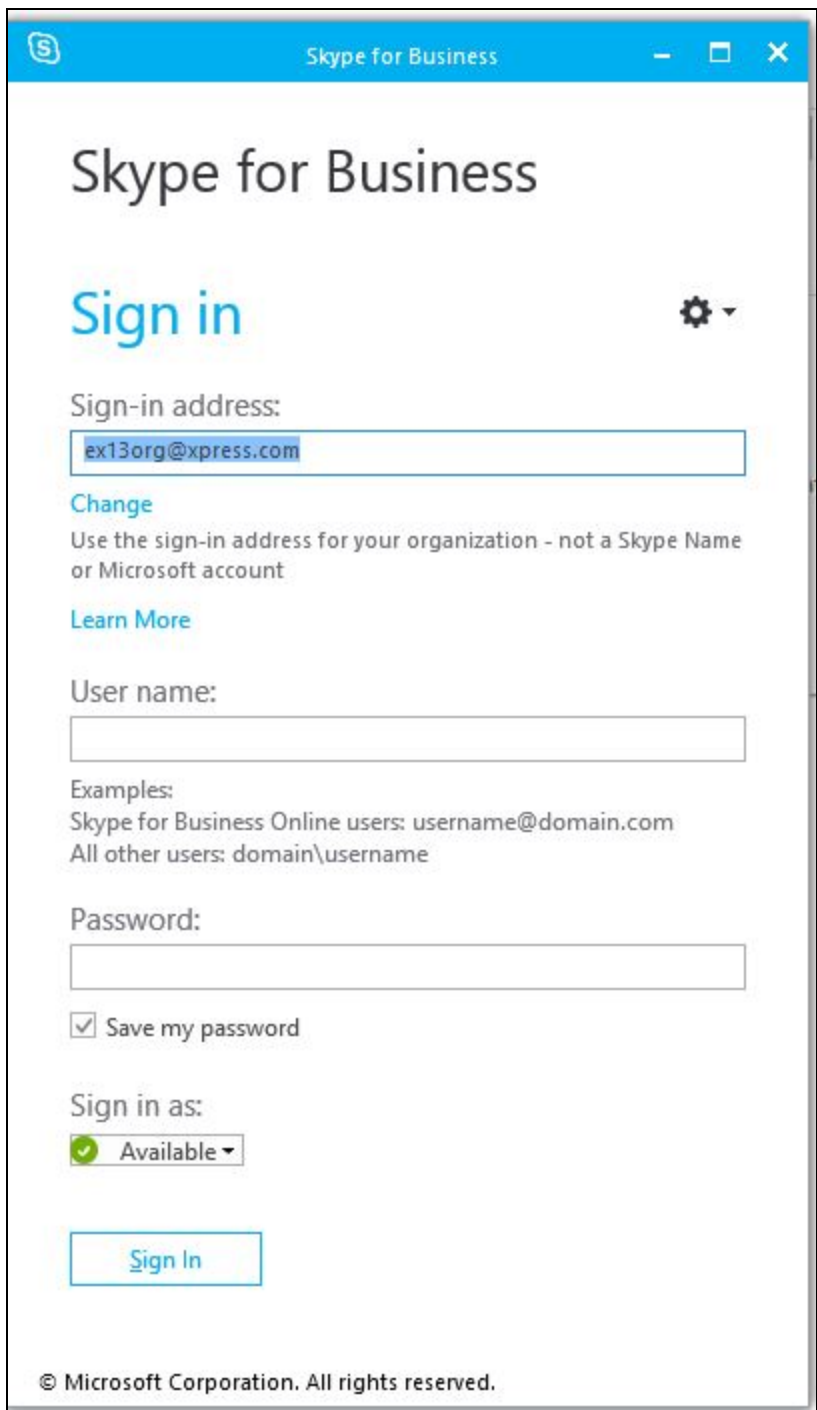 Skype for Business
Skype for Business
Sign in
Sign-in address:
ex13org@xpress.com
Change
Use the sign-in address for your organization - not a Skype Name
or Microsoft account
Learn More
User name:
Examples:
Skype for Business Online users: username@domain.com
All other users: domain\username
Password:
Save my password
Sign in as:
Available
Sign In
© Microsoft Corporation. All rights reserved.